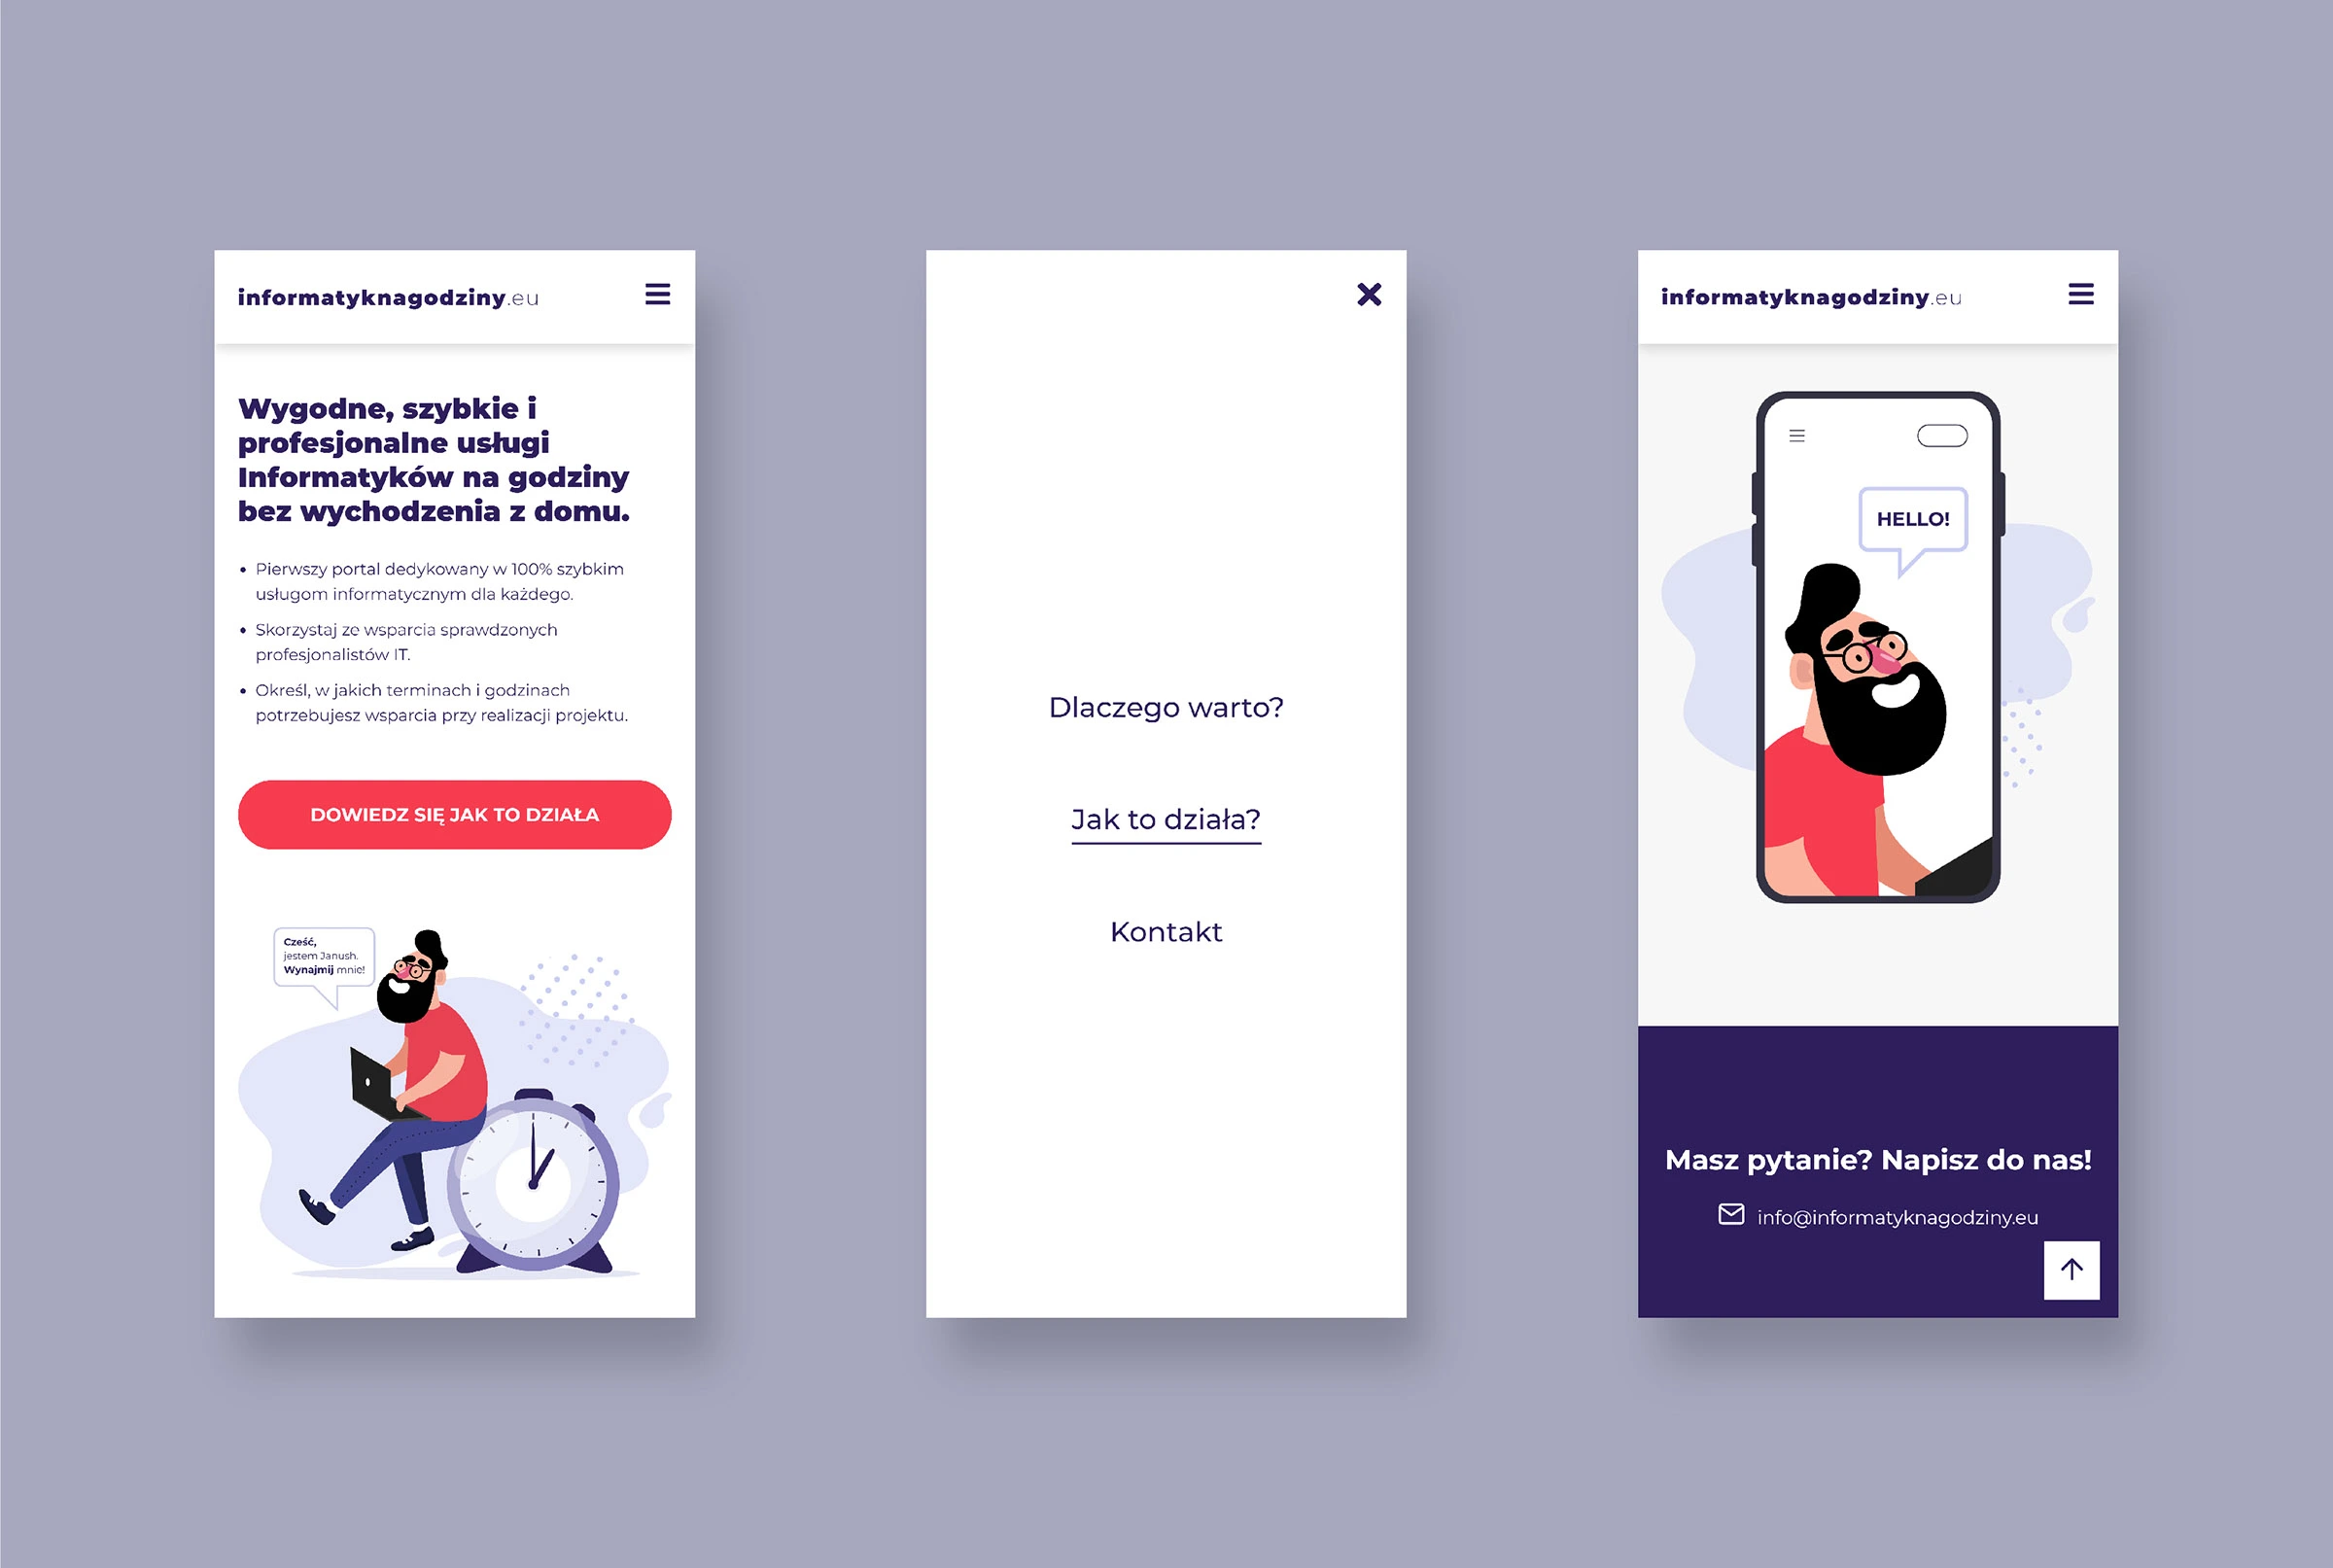 informatyknagodziny.eu
Wygodne, szybkie i
profesjonalne usługi
Informatyków na godziny
bez wychodzenia z domu.
• Pierwszy portal dedykowany w 100% szybkim
usługom informatycznym dla każdego.
• Skorzystaj ze wsparcia sprawdzonych
profesjonalistów IT.
• Określ, w jakich terminach i godzinach
potrzebujesz wsparcia przy realizacji projektu.
DOWIEDZ SIĘ JAK TO DZIAŁA
Cześć,
jestem Janush.
Wynajmij mnie!
Dlaczego warto?
Jak to działa?
Kontakt
informatyknagodziny.eu
HELLO!
Masz pytanie? Napisz do nas!
info@informatyknagodziny.eu